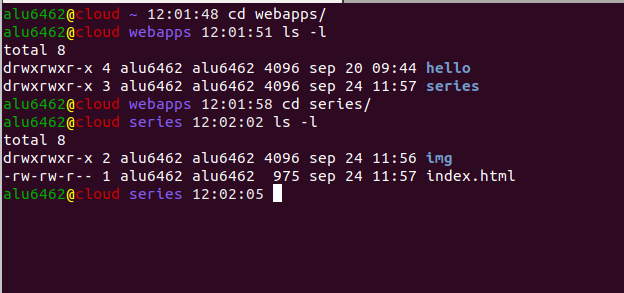 alu6462@cloud ~ 12:01:48 cd webapps/
alu6462@cloud webapps 12:01:51 ls -l
total 8
drwxrwxr-x 4 alu6462 alu6462 4096 sep 20 09:44 hello
drwxrwxr-x 3 alu6462 alu6462 4096 sep 24 11:57 series
alu6462@cloud webapps 12:01:58 cd series/
alu6462@cloud series 12:02:02 ls -l
total 8
drwxrwxr-x 2 alu6462 alu6462 4096 sep 24 11:56 img
-rw-rw-r-- 1 alu6462 alu6462  975 sep 24 11:57 index.html
alu6462@cloud series 12:02:05